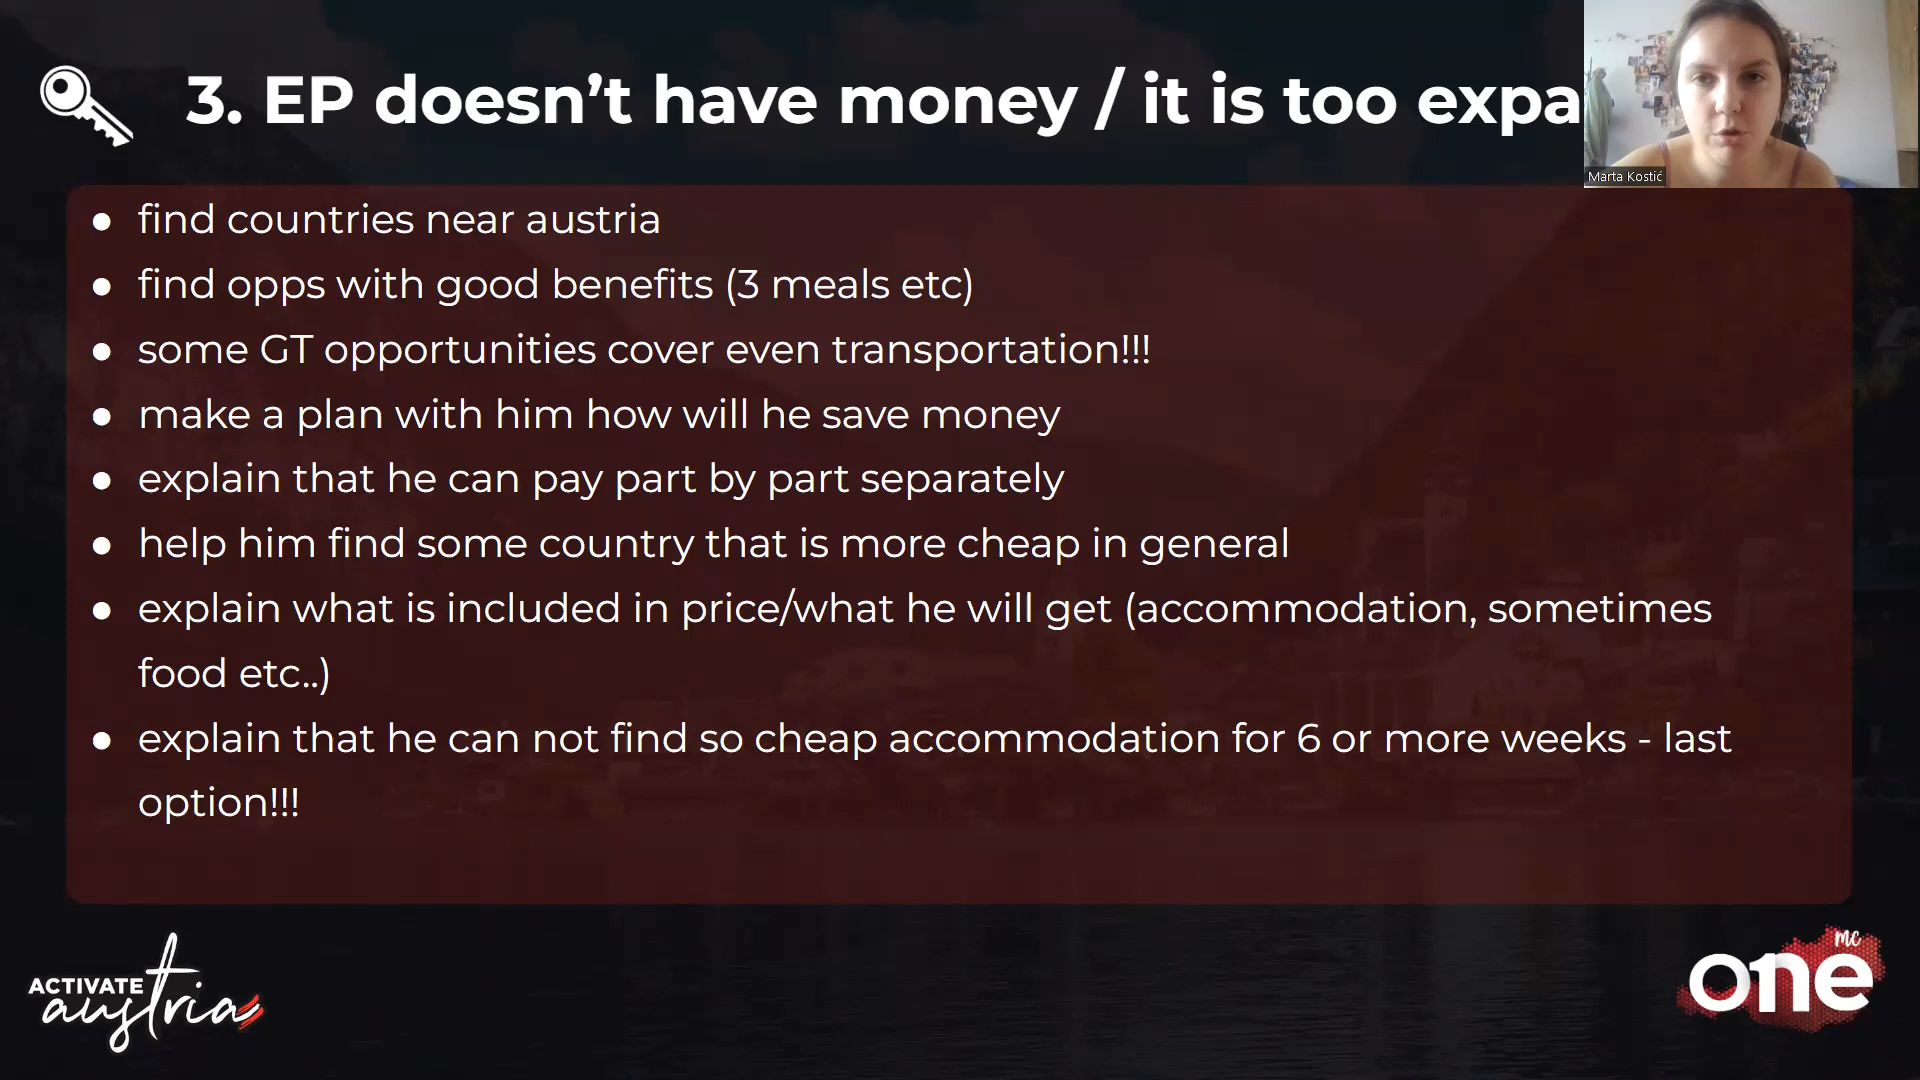 3. EP doesn’t have money / it is too expa
Marta Kostić
● find countries near austria
● find opps with good benefits (3 meals etc)
● some GT opportunities cover even transportation!!!
● make a plan with him how will he save money
● explain that he can pay part by part separately
● help him find some country that is more cheap in general
● explain what is included in price/what he will get (accommodation, sometimes
food etc..)
● explain that he can not find so cheap accommodation for 6 or more weeks - last
option!!!
ACTIVATE
austria
mc
one